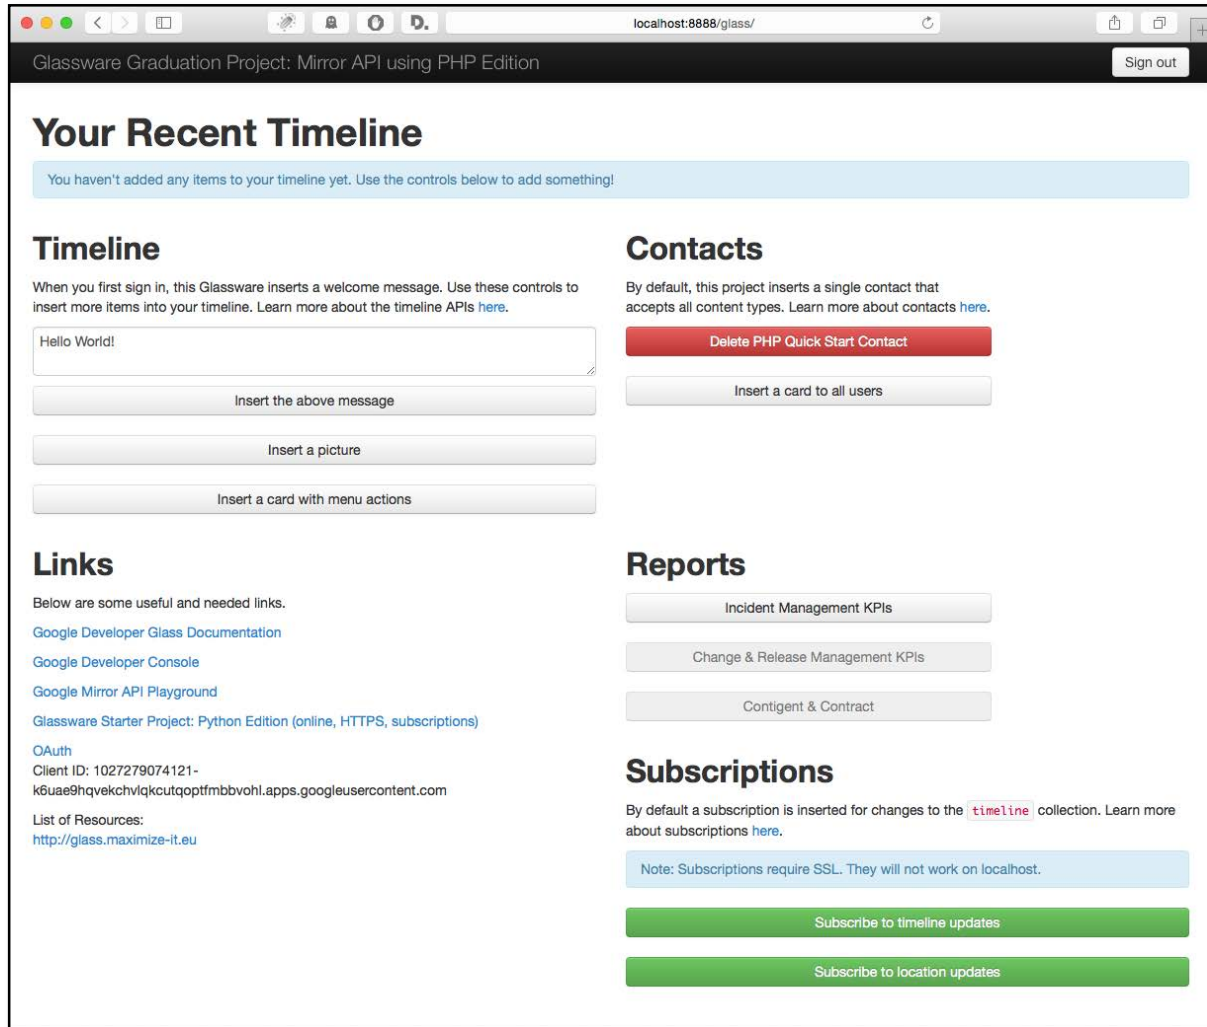 localhost:8888/glass/
Glassware Graduation Project: Mirror API using PHP Edition
Sign out
Your Recent Timeline
You haven't added any items to your timeline yet. Use the controls below to add something!
Timeline
When you first sign in, this Glassware inserts a welcome message. Use these controls to
insert more items into your timeline. Learn more about the timeline APIs here.
Hello World!
Insert the above message
Insert a picture
Insert a card with menu actions
Contacts
By default, this project inserts a single contact that
accepts all content types. Learn more about contacts here.
Delete PHP Quick Start Contact
Insert a card to all users
Links
Below are some useful and needed links.
Google Developer Glass Documentation
Google Developer Console
Google Mirror API Playground
Glassware Starter Project: Python Edition (online, HTTPS, subscriptions)
OAuth
Client ID: 1027279074121-
k6uae9hqvekchvlqkcutqoptfmbbvohl.apps.googleusercontent.com
List of Resources:
http://glass.maximize-it.eu
Reports
Incident Management KPIs
Change & Release Management KPIs
Contigent & Contract
Subscriptions
By default a subscription is inserted for changes to the timeline collection. Learn more
about subscriptions here.
Note: Subscriptions require SSL. They will not work on localhost.
Subscribe to timeline updates
Subscribe to location updates
D.